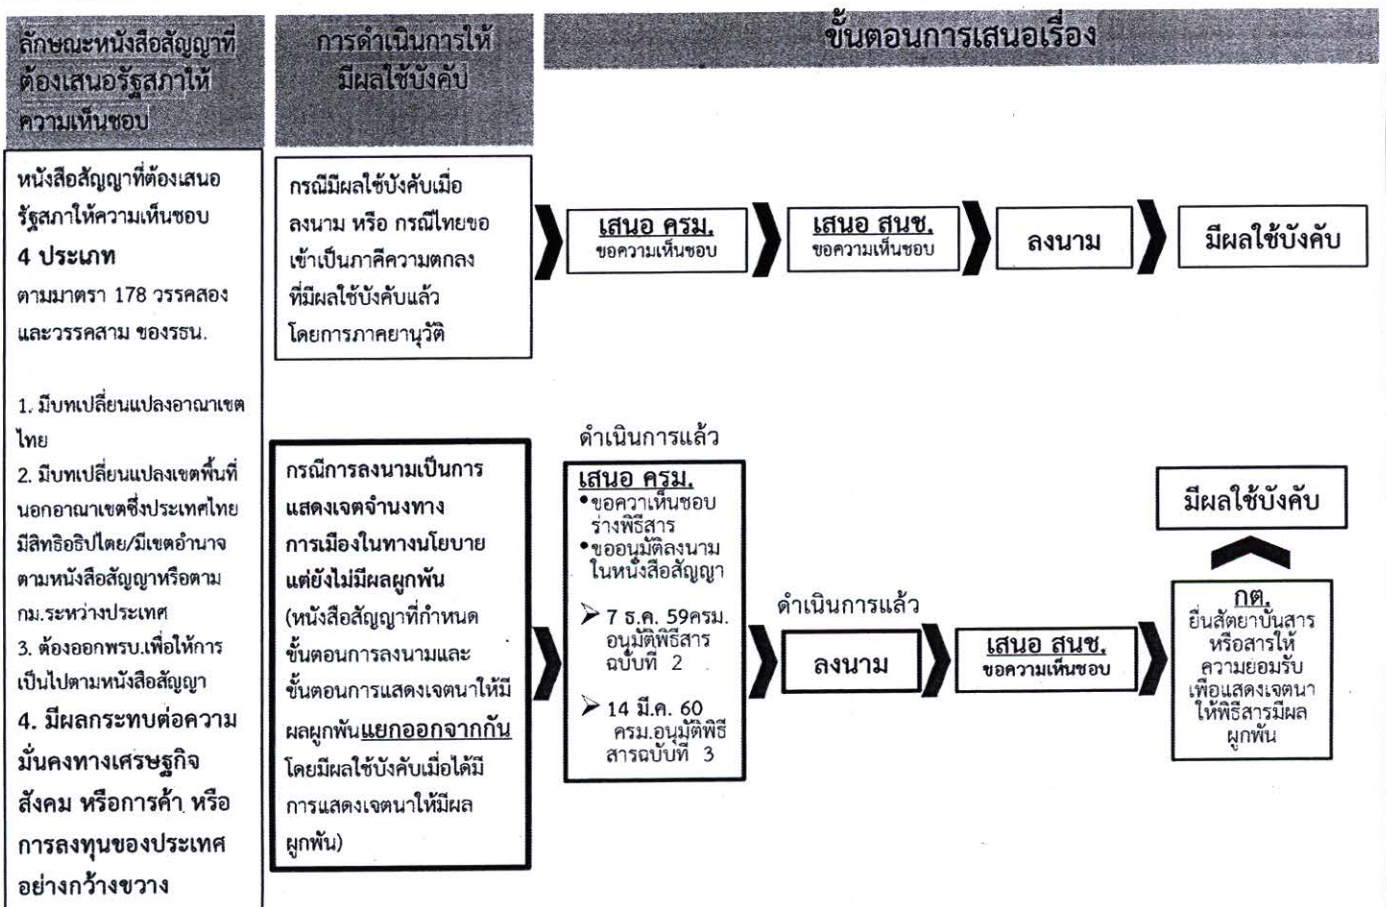 ลักษณะหนังสือสัญญาที่
ต้องเสนอรัฐสภาให้
ความเห็นชอบ
การดำเนินการให้
มีผลใช้บังคับ
ขั้นตอนการเสนอเรื่อง
หนังสือสัญญาที่ต้องเสนอ
รัฐสภาให้ความเห็นชอบ
4 ประเภท
ตามมาตรา 178 วรรคสอง
และวรรคสาม ของรธน.
1. มีบทเปลี่ยนแปลงอาณาเขต
ไทย
2. มีบทเปลี่ยนแปลงเขตพื้นที่
นอกอาณาเขตซึ่งประเทศไทย
มีสิทธิอธิปไตย/มีเขตอำนาจ
ตามหนังสือสัญญาหรือตาม
กม.ระหว่างประเทศ
3. ต้องออกพรบ.เพื่อให้การ
เป็นไปตามหนังสือสัญญา
4. มีผลกระทบต่อความ
มั่นคงทางเศรษฐกิจ
สังคม หรือการค้า หรือ
การลงทุนของประเทศ
อย่างกว้างขวาง
กรณีมีผลใช้บังคับเมื่อ
ลงนาม หรือ กรณีไทยขอ
เข้าเป็นภาคีความตกลง
ที่มีผลใช้บังคับแล้ว
โดยการภาคยานุวัติ
เสนอ ครม.
ขอความเห็นชอบ
เสนอ สนช.
ขอความเห็นชอบ
ลงนาม
มีผลใช้บังคับ
กรณีการลงนามเป็นการ
แสดงเจตจำนงทาง
การเมืองในทางนโยบาย
แต่ยังไม่มีผลผูกพัน
(หนังสือสัญญาที่กำหนด
ขั้นตอนการลงนามและ
ขั้นตอนการแสดงเจตนาให้มี
ผลผูกพันแยกออกจากกัน
โดยมีผลใช้บังคับเมื่อได้มี
การแสดงเจตนาให้มีผล
ผูกพัน)
ดำเนินการแล้ว
เสนอ ครม.
•ขอควาเห็นชอบ
ร่างพิธีสาร
•ขออนุมัติลงนาม
ในหนังสือสัญญา
➢ 7 ธ.ค. 59ครม.
อนุมัติพิธีสาร
ฉบับที่ 2
➢ 14 มี.ค. 60
ครม.อนุมัติพิธี
สารฉบับที่ 3
ดำเนินการแล้ว
ลงนาม
เสนอ สนช.
ขอความเห็นชอบ
มีผลใช้บังคับ
กต.
ยื่นสัตยาบันสาร
หรือสารให้
ความยอมรับ
เพื่อแสดงเจตนา
ให้พิธีสารมีผล
ผูกพัน